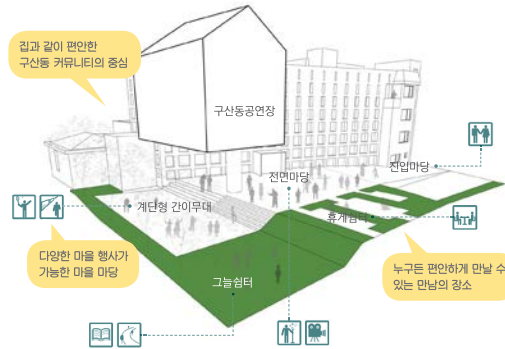 집과 같이 편안한
구산동 커뮤니티의 중심
구산동공연장
진입마당
전면마당
계단형 간이무대
휴게쉼터
다양한 마을 행사가
가능한 마을 마당
누구든 편안하게 만날 수
있는 만남의 장소
그늘쉼터